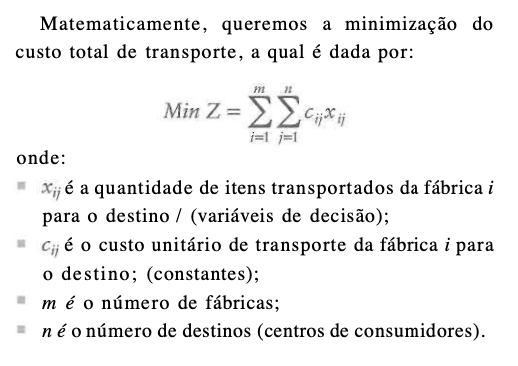 Matematicamente, queremos a minimização do
custo total de transporte, a qual é dada por:
Min Z = \sum_{i=1}^{m} \sum_{j=1}^{n} c_{ij} x_{ij}
onde:
▪ x_{ij} é a quantidade de itens transportados da fábrica i
para o destino / (variáveis de decisão);
▪ c_{ij} é o custo unitário de transporte da fábrica i para
o destino; (constantes);
▪ m é o número de fábricas;
▪ n é o número de destinos (centros de consumidores).